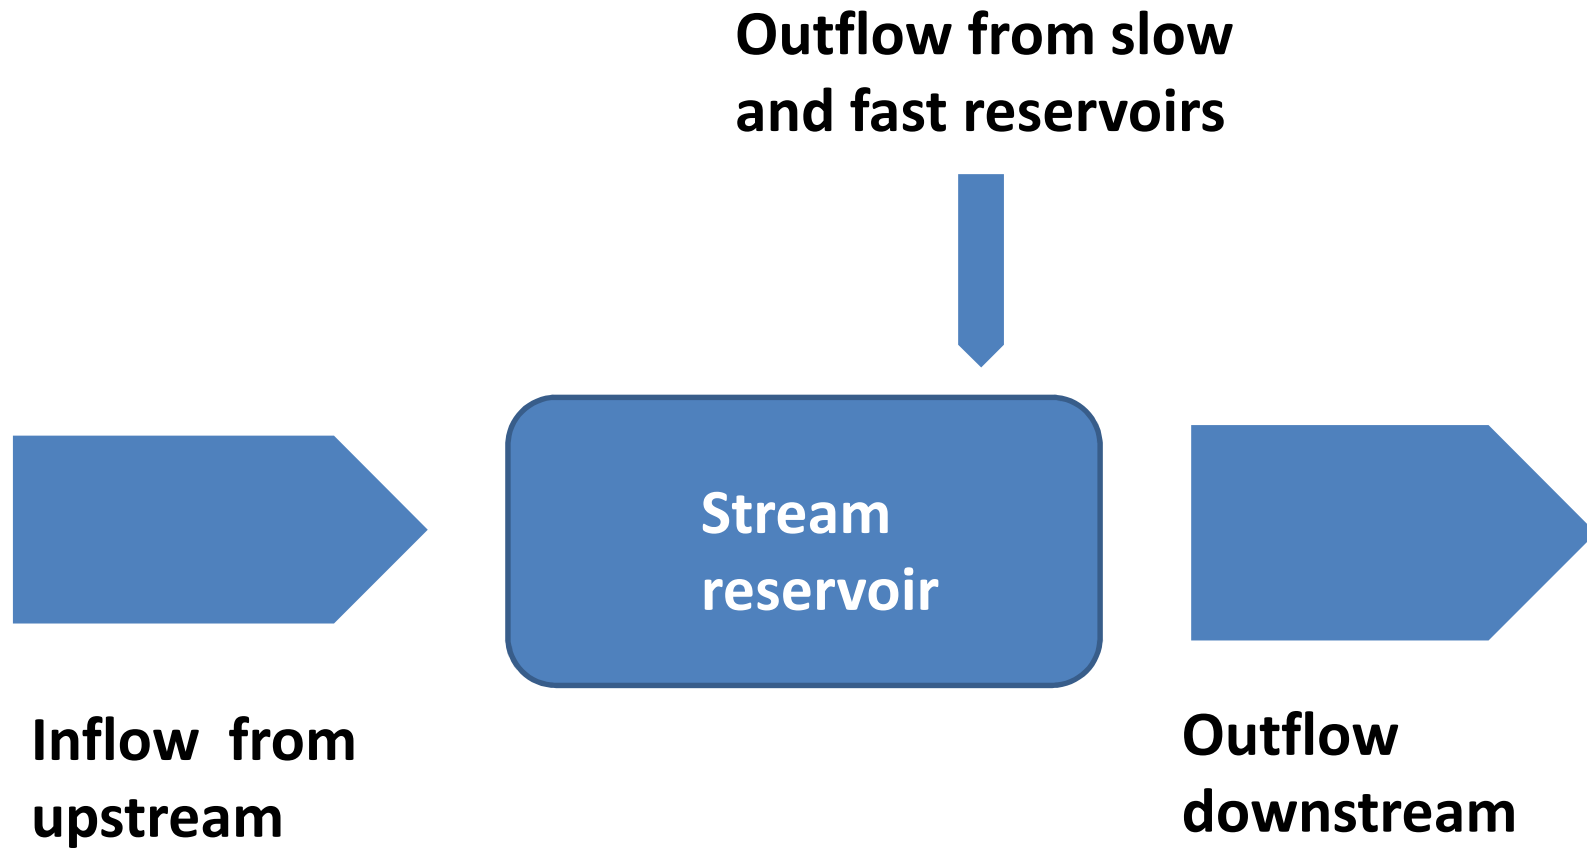 Outflow from slow
and fast reservoirs
Stream
reservoir
Inflow  from
upstream
Outflow
downstream